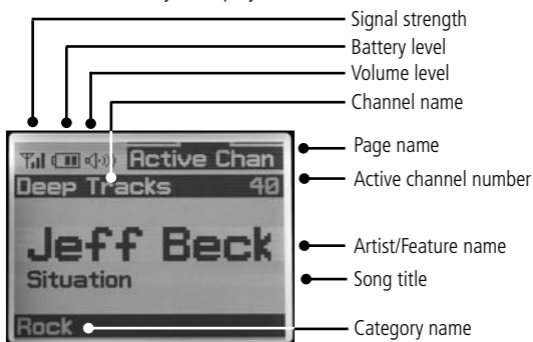 Signal strength
Battery level
Volume level
Channel name
Page name
Active channel number
Artist/Feature name
Song title
Category name
Active Chan
Deep Tracks 40
Jeff Beck
Situation
Rock